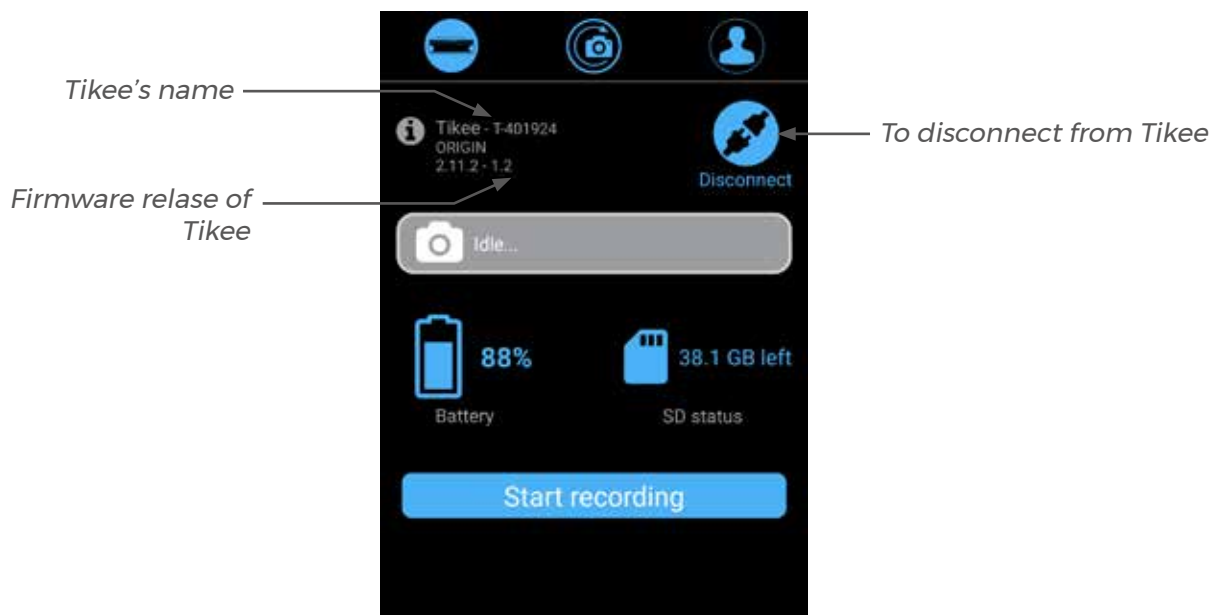 Tikee's name
Tikee - T-401924
ORIGIN
2.11.2 - 1.2
To disconnect from Tikee
Disconnect
Firmware relase of
Tikee
Idle...
88%
38.1 GB left
Battery
SD status
Start recording